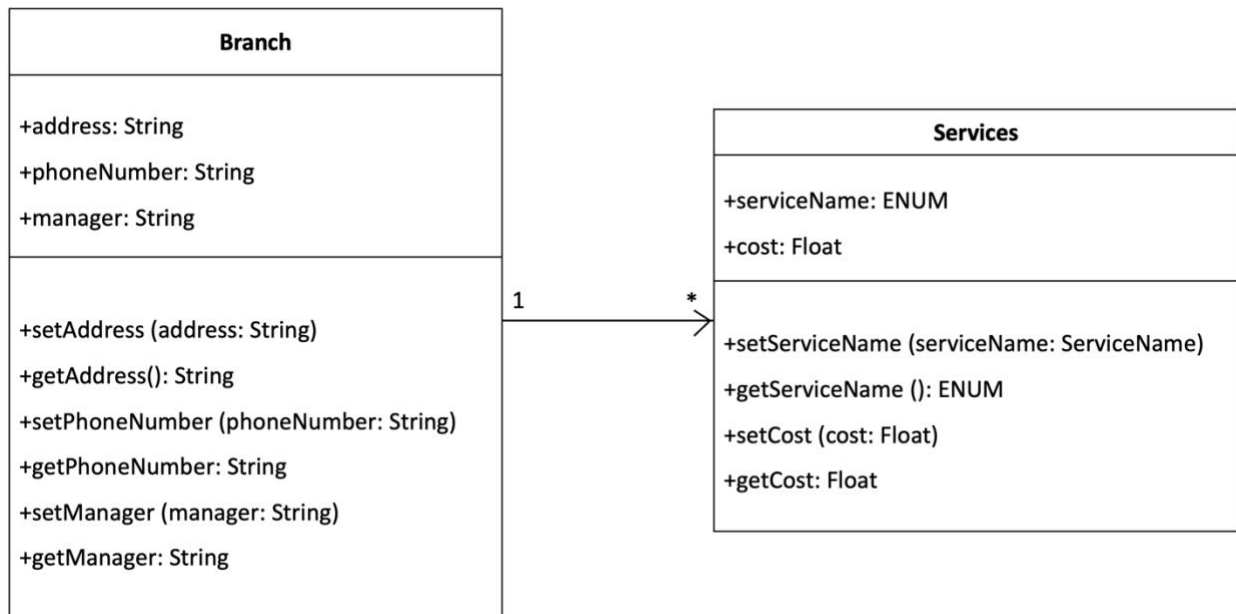 Branch
+address: String
+phoneNumber: String
+manager: String
+setAddress (address: String)
+getAddress(): String
+setPhoneNumber (phoneNumber: String)
+getPhoneNumber: String
+setManager (manager: String)
+getManager: String
1
*
Services
+serviceName: ENUM
+cost: Float
+setServiceName (serviceName: ServiceName)
+getServiceName (): ENUM
+setCost (cost: Float)
+getCost: Float